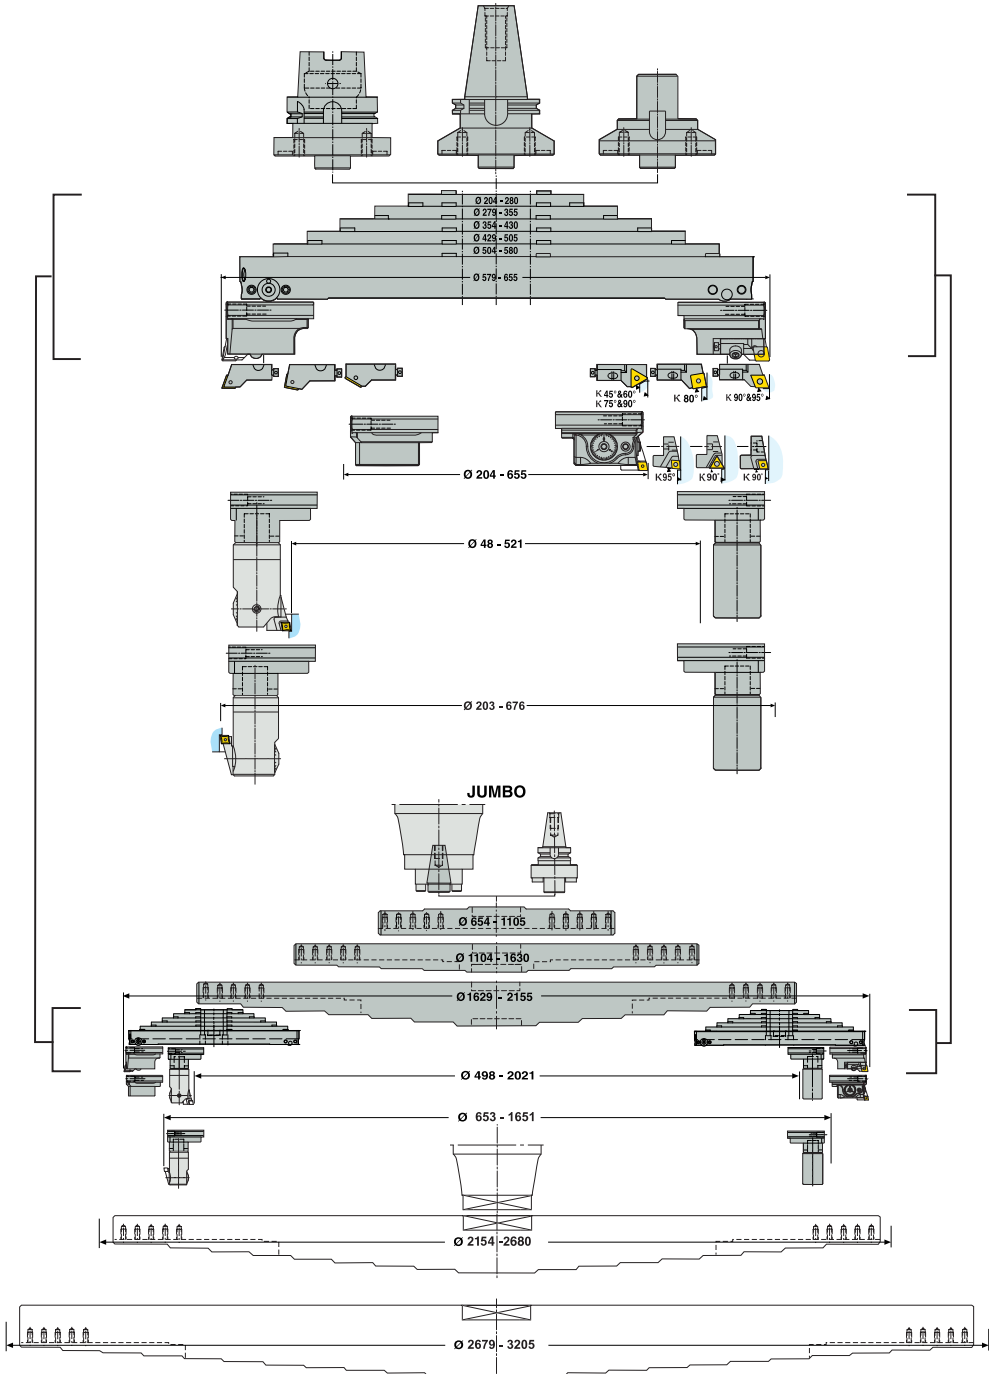 Ø 204 - 280
Ø 279 - 355
Ø 354 - 430
Ø 429 - 505
Ø 504 - 580
Ø 579 - 655
K 45°&60°
K 75°&90°
K 80°
K 90°&95°
Ø 204 - 655
K95°
K90°
K90°
Ø 48 - 521
Ø 203 - 676
JUMBO
Ø 654 - 1105
Ø 1104 - 1630
Ø1629 - 2155
Ø 498 - 2021
Ø 653 - 1651
Ø 2154 -2680
Ø 2679 - 3205